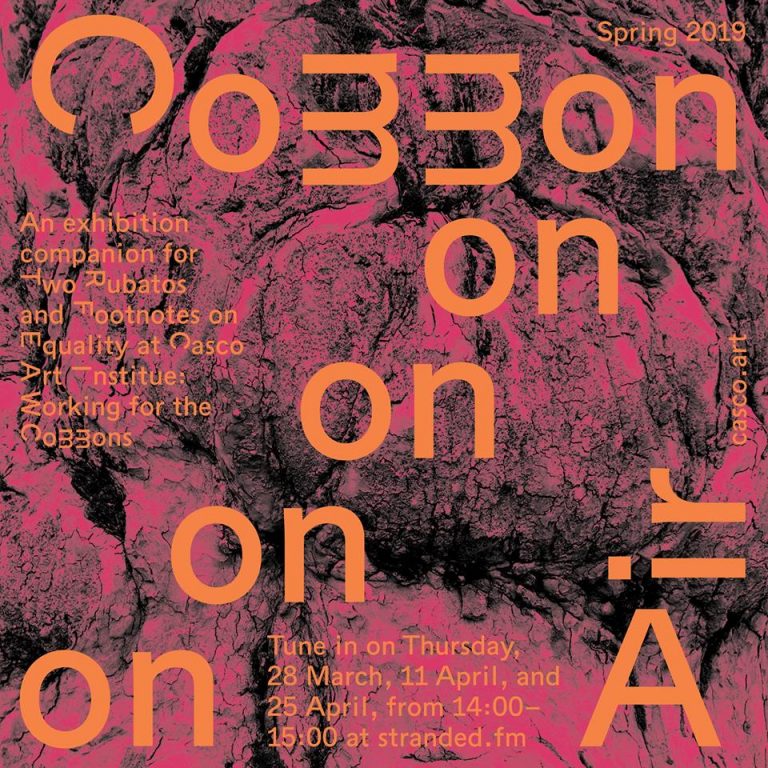 Spring 2019
Common
on
on
on
on
Air
An exhibition
companion for
Two Rubatos
and Footnotes on
Equality at Casco
Art Institue:
Working for the
Commons
casco.art
Tune in on Thursday,
28 March, 11 April, and
25 April, from 14:00–
15:00 at stranded.fm